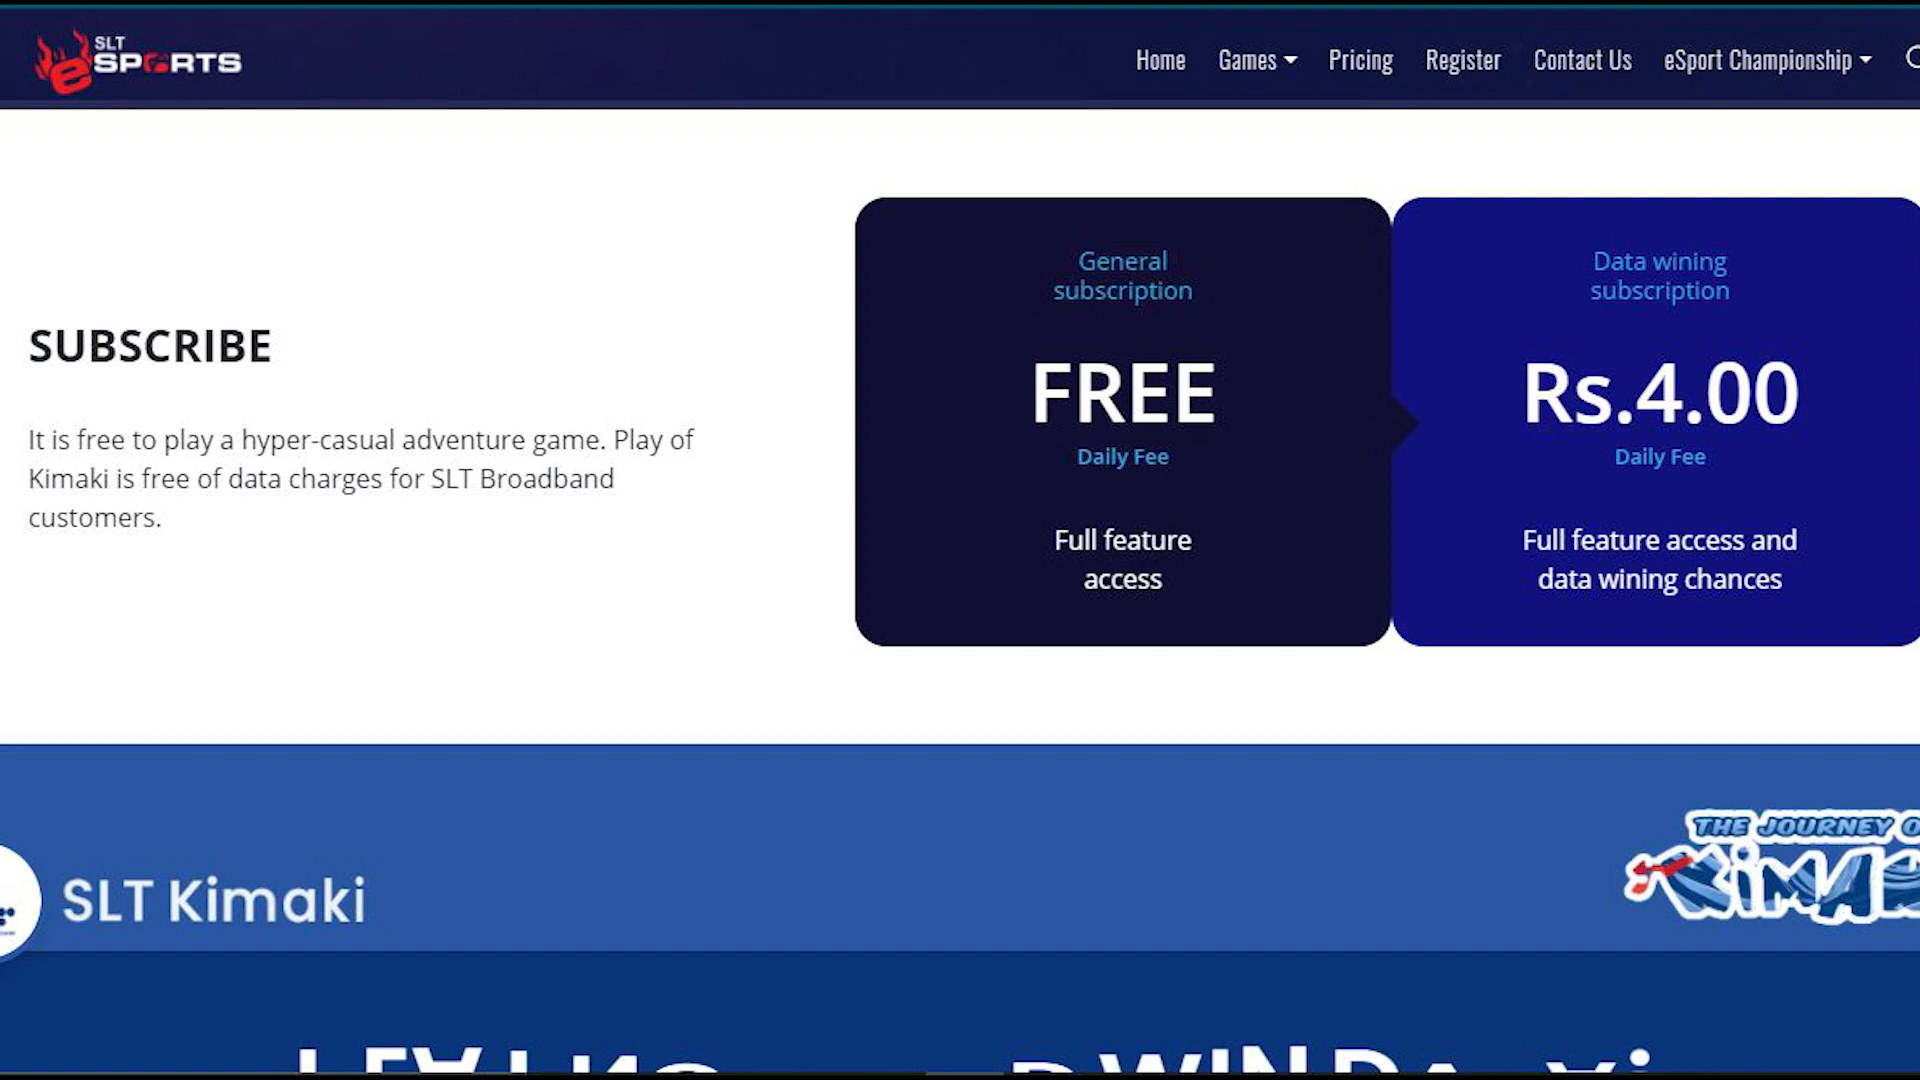 SLT
eSPORTS
Home Games Pricing Register Contact Us eSport Championship
SUBSCRIBE
It is free to play a hyper-casual adventure game. Play of
Kimaki is free of data charges for SLT Broadband
customers.
General
subscription
FREE
Daily Fee
Full feature
access
Data wining
subscription
Rs.4.00
Daily Fee
Full feature access and
data wining chances
SLT Kimaki
THE JOURNEY O
KiMAK